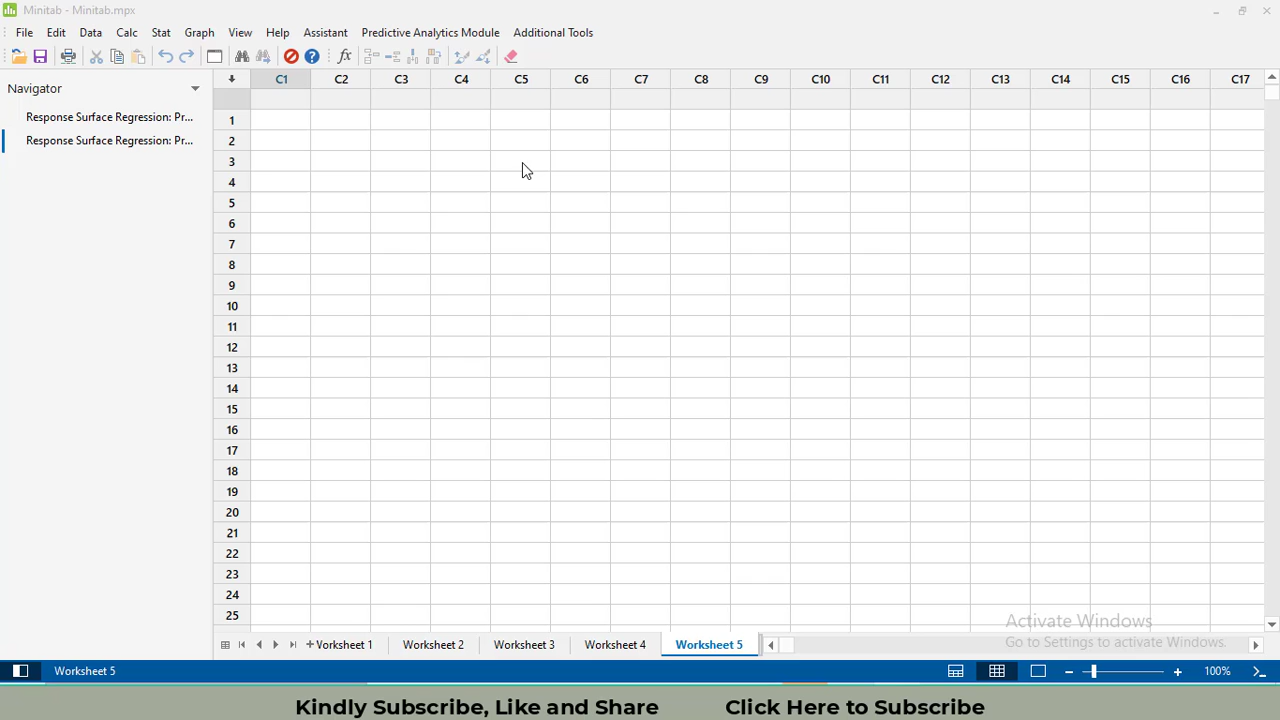 Minitab - Minitab.mpx
File Edit Data Calc Stat Graph View Help Assistant Predictive Analytics Module Additional Tools
Navigator
C1 C2 C3 C4 C5 C6 C7 C8 C9 C10 C11 C12 C13 C14 C15 C16 C17
Response Surface Regression: Pr...
Response Surface Regression: Pr...
1
2
3
4
5
6
7
8
9
10
11
12
13
14
15
16
17
18
19
20
21
22
23
24
25
Activate Windows
Go to Settings to activate Windows.
Worksheet 1 Worksheet 2 Worksheet 3 Worksheet 4 Worksheet 5
Worksheet 5 100%
Kindly Subscribe, Like and Share Click Here to Subscribe